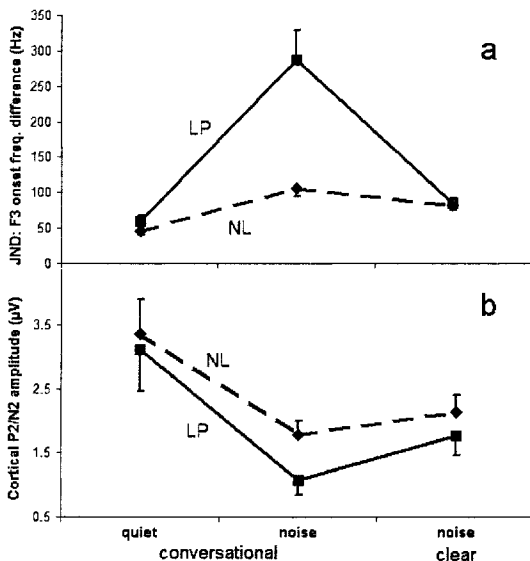 JND: F3 onset freq. difference (Hz)
350
300
250
200
150
100
50
0
a
LP
NL
Cortical P2/N2 amplitude (µV)
3.5
2.5
1.5
0.5
b
NL
LP
quiet noise noise
conversational clear